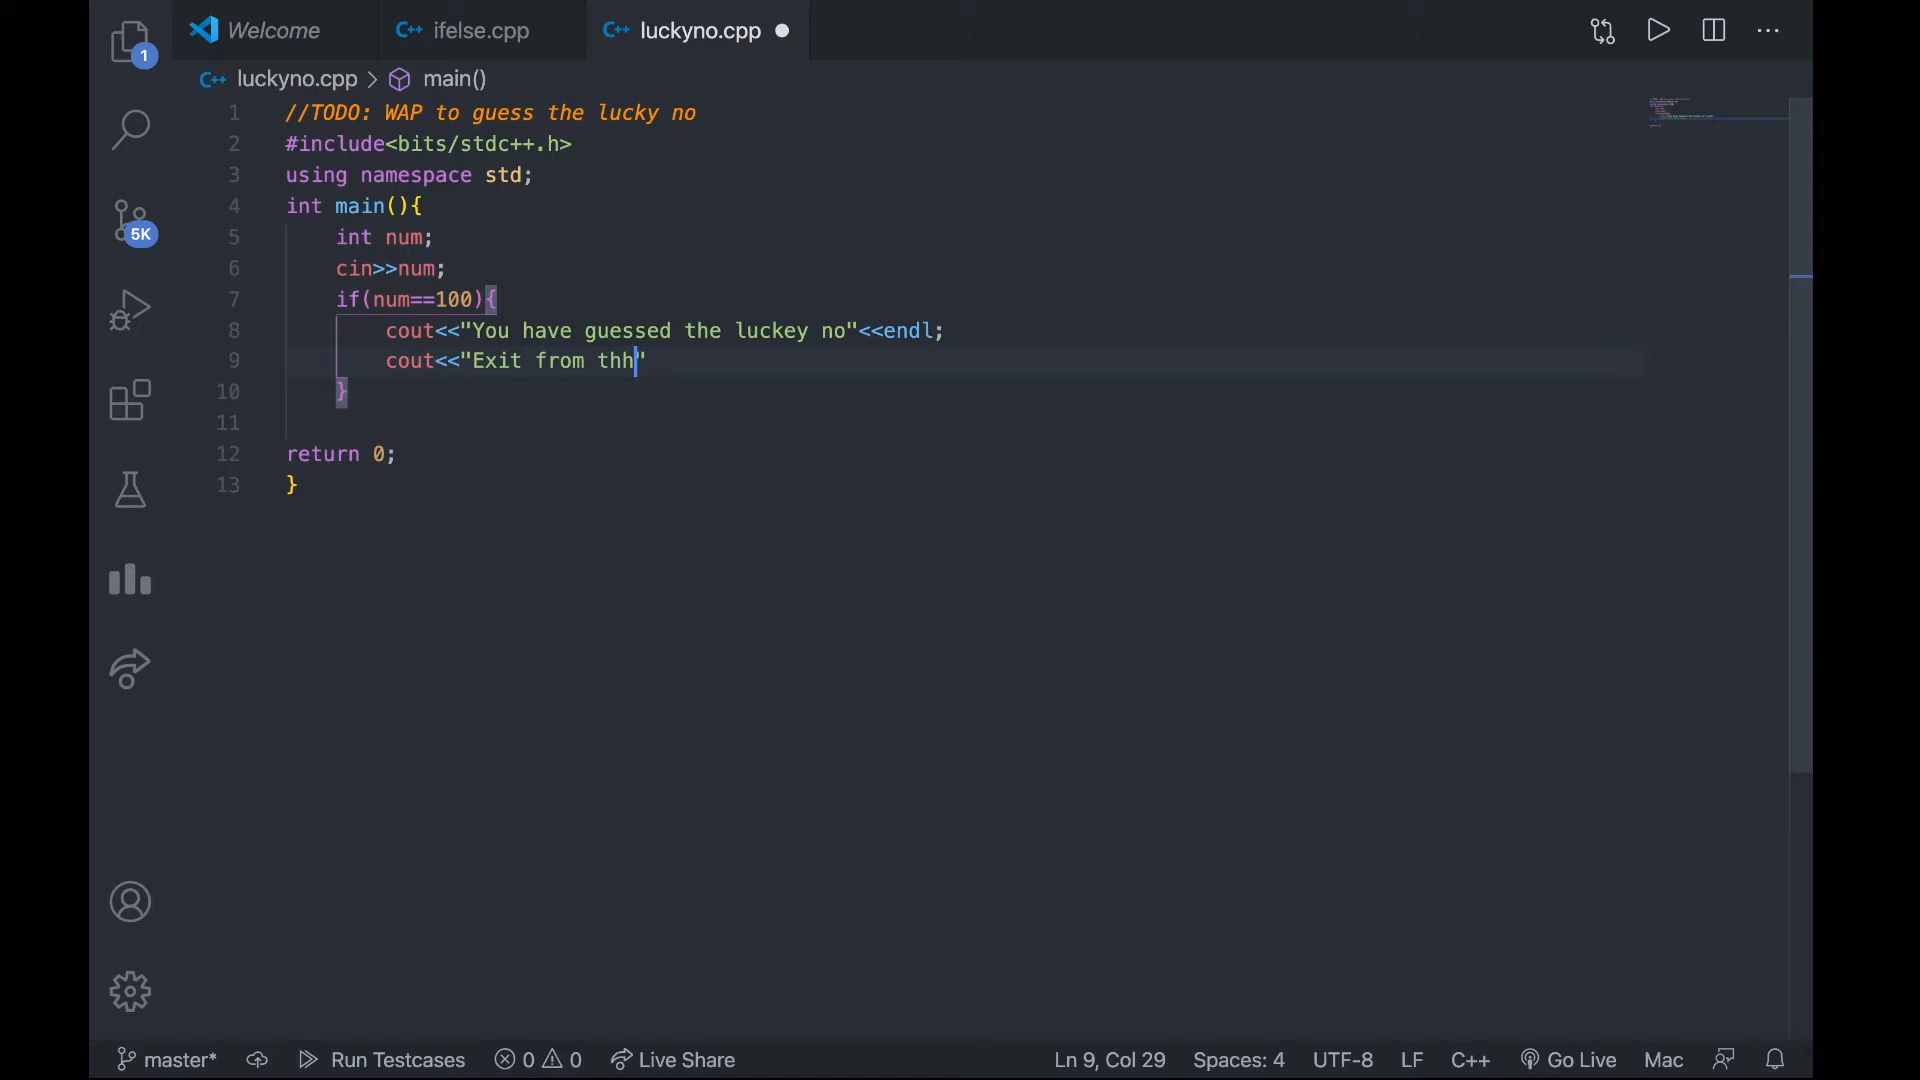 1
Welcome
ifelse.cpp
luckyno.cpp
luckyno.cpp > main()
5K
1 //TODO: WAP to guess the lucky no
2 #include<bits/stdc++.h>
3 using namespace std;
4 int main(){
5 int num;
6 cin>>num;
7 if(num==100){
8 cout<<"You have guessed the luckey no"<<endl;
9 cout<<"Exit from thh"
10 }
11
12 return 0;
13 }
master* Run Testcases 0 0 Live Share Ln 9, Col 29 Spaces: 4 UTF-8 LF C++ Go Live Mac